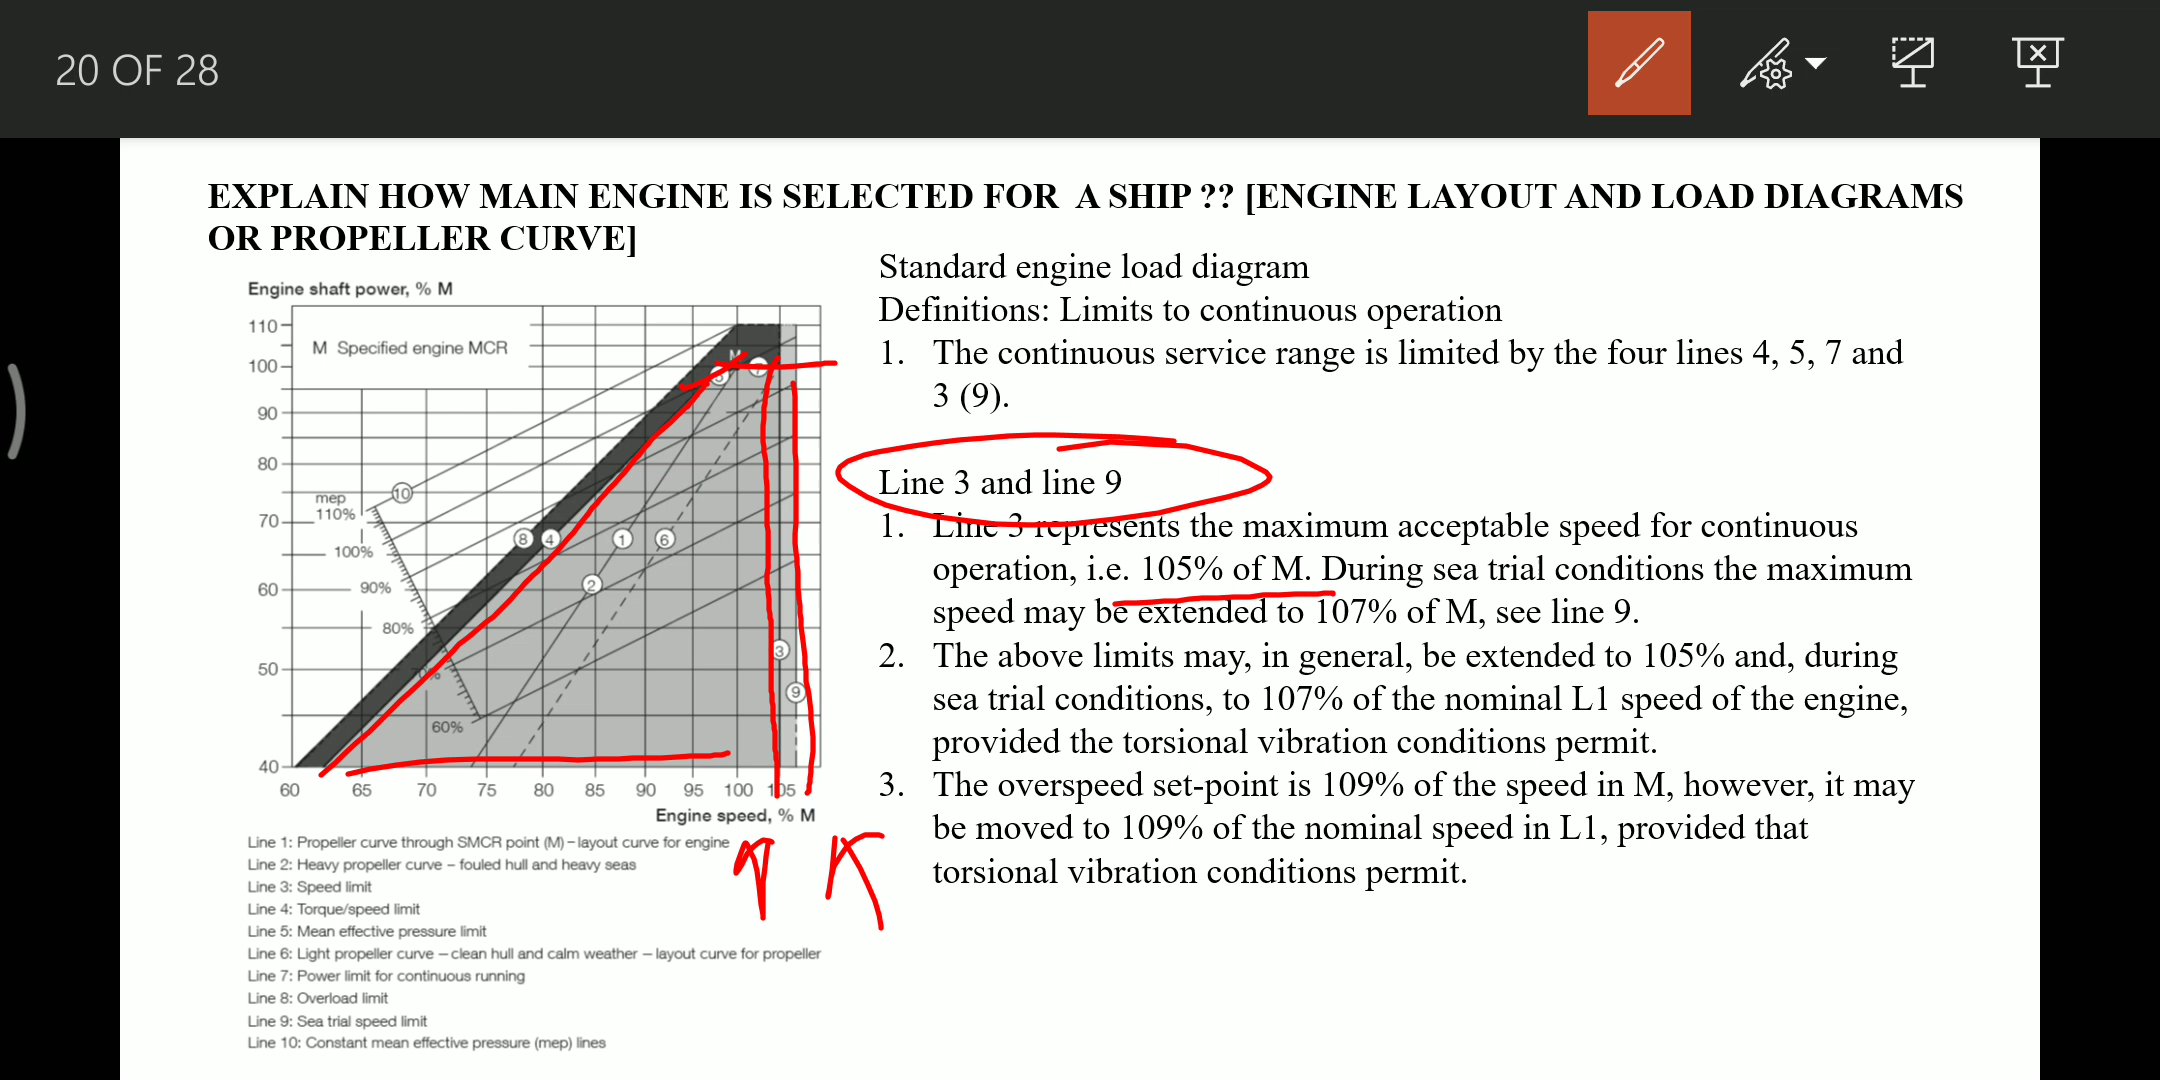 20 OF 28
EXPLAIN HOW MAIN ENGINE IS SELECTED FOR A SHIP ?? [ENGINE LAYOUT AND LOAD DIAGRAMS
OR PROPELLER CURVE]
Engine shaft power, % M
110
M Specified engine MCR
100
90
80
70
60
50
40
mep
110%
100%
90%
80%
70%
60%
10
8
4
1
6
2
3
9
5
7
M
60 65 70 75 80 85 90 95 100 105
Engine speed, % M
Line 1: Propeller curve through SMCR point (M) – layout curve for engine
Line 2: Heavy propeller curve – fouled hull and heavy seas
Line 3: Speed limit
Line 4: Torque/speed limit
Line 5: Mean effective pressure limit
Line 6: Light propeller curve – clean hull and calm weather – layout curve for propeller
Line 7: Power limit for continuous running
Line 8: Overload limit
Line 9: Sea trial speed limit
Line 10: Constant mean effective pressure (mep) lines
Standard engine load diagram
Definitions: Limits to continuous operation
1. The continuous service range is limited by the four lines 4, 5, 7 and
3 (9).
Line 3 and line 9
1. Line 3 represents the maximum acceptable speed for continuous
operation, i.e. 105% of M. During sea trial conditions the maximum
speed may be extended to 107% of M, see line 9.
2. The above limits may, in general, be extended to 105% and, during
sea trial conditions, to 107% of the nominal L1 speed of the engine,
provided the torsional vibration conditions permit.
3. The overspeed set-point is 109% of the speed in M, however, it may
be moved to 109% of the nominal speed in L1, provided that
torsional vibration conditions permit.